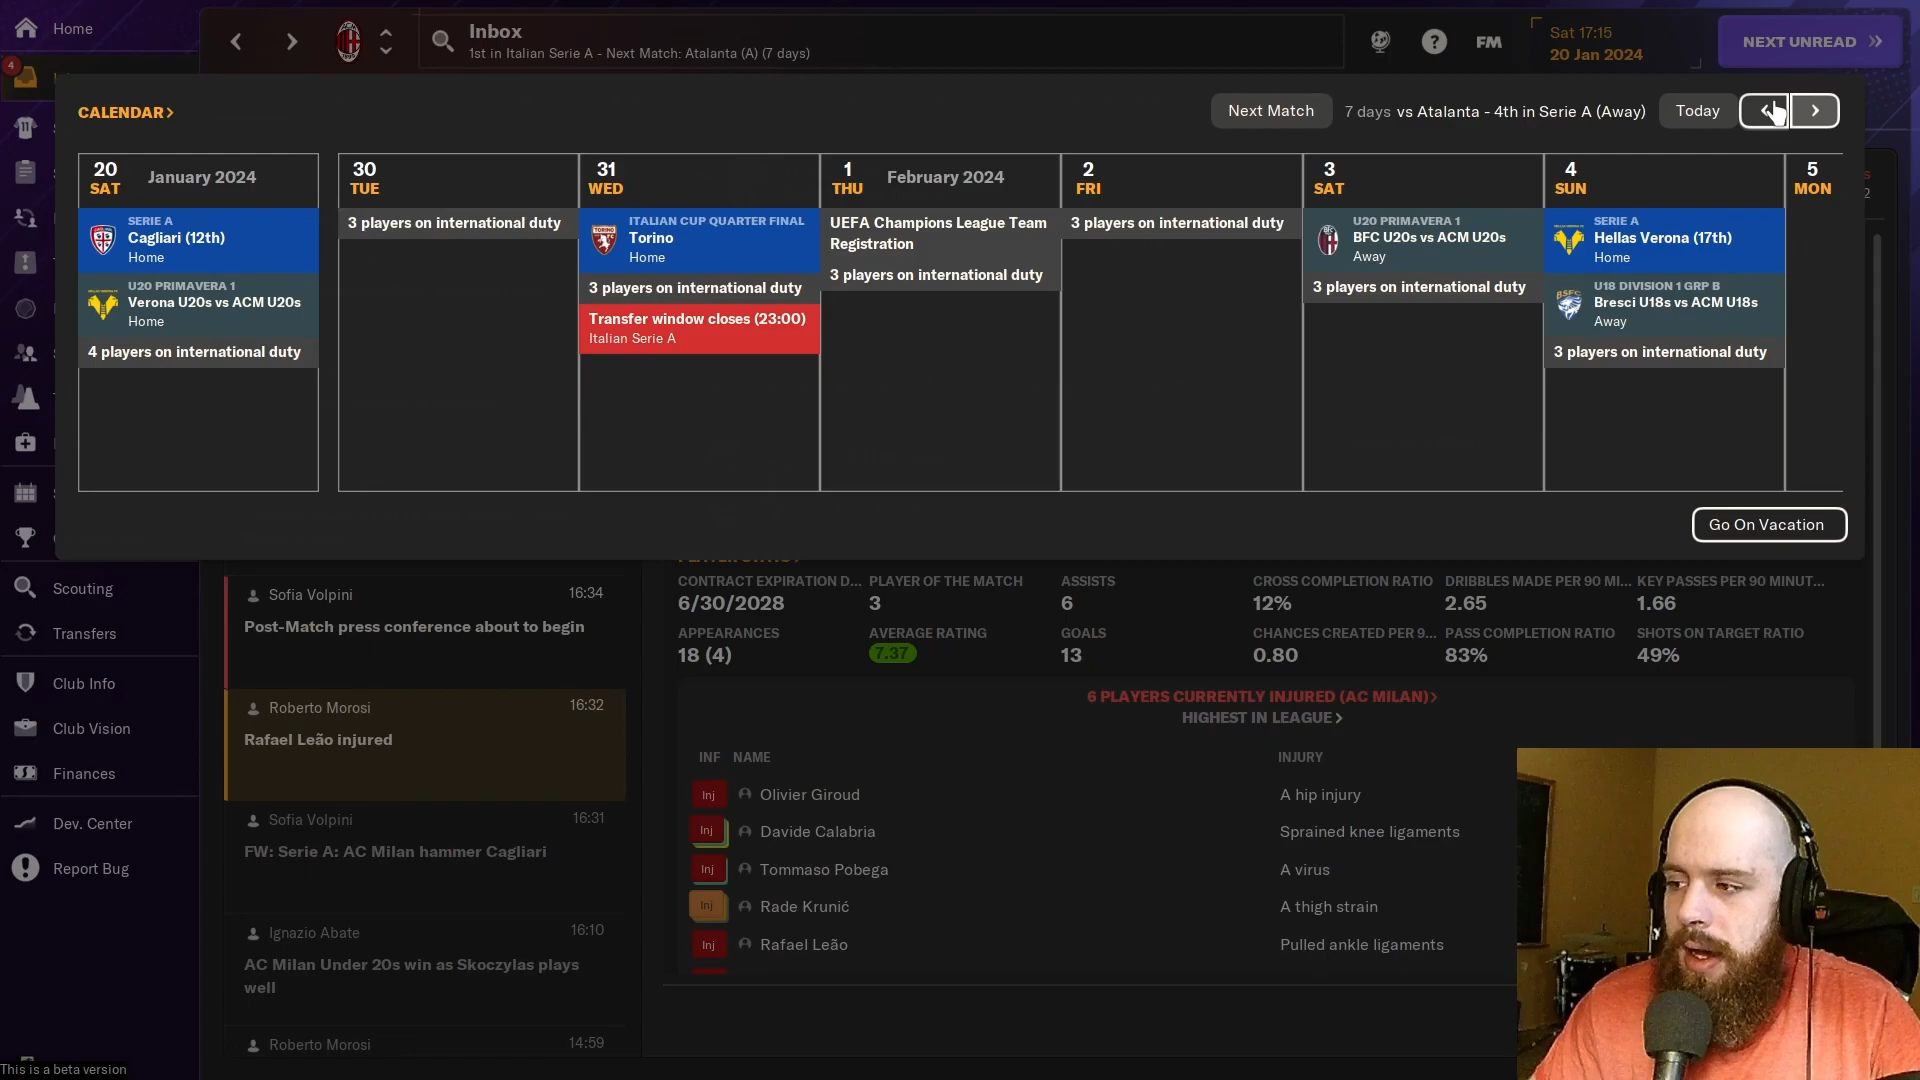 Home
Inbox
1st in Italian Serie A - Next Match: Atalanta (A) (7 days)
?
FM
Sat 17:15
20 Jan 2024
NEXT UNREAD
4
CALENDAR
Next Match
7 days vs Atalanta - 4th in Serie A (Away)
Today
20
SAT
January 2024
30
TUE
31
WED
1
THU
February 2024
2
FRI
3
SAT
4
SUN
5
MON
SERIE A
Cagliari (12th)
Home
U20 PRIMAVERA 1
Verona U20s vs ACM U20s
Home
4 players on international duty
3 players on international duty
ITALIAN CUP QUARTER FINAL
Torino
Home
3 players on international duty
Transfer window closes (23:00)
Italian Serie A
UEFA Champions League Team
Registration
3 players on international duty
3 players on international duty
U20 PRIMAVERA 1
BFC U20s vs ACM U20s
Away
3 players on international duty
SERIE A
Hellas Verona (17th)
Home
U18 DIVISION 1 GRP B
Bresci U18s vs ACM U18s
Away
3 players on international duty
Go On Vacation
Scouting
Transfers
Club Info
Club Vision
Finances
Dev. Center
Report Bug
This is a beta version
Sofia Volpini
16:34
Post-Match press conference about to begin
Roberto Morosi
16:32
Rafael Leão injured
Sofia Volpini
16:31
FW: Serie A: AC Milan hammer Cagliari
Ignazio Abate
16:10
AC Milan Under 20s win as Skoczylas plays
well
Roberto Morosi
14:59
CONTRACT EXPIRATION D...
PLAYER OF THE MATCH
ASSISTS
CROSS COMPLETION RATIO
DRIBBLES MADE PER 90 MI...
KEY PASSES PER 90 MINUT...
6/30/2028
3
6
12%
2.65
1.66
APPEARANCES
AVERAGE RATING
GOALS
CHANCES CREATED PER 9...
PASS COMPLETION RATIO
SHOTS ON TARGET RATIO
18 (4)
7.37
13
0.80
83%
49%
6 PLAYERS CURRENTLY INJURED (AC MILAN)
HIGHEST IN LEAGUE
INF
NAME
INJURY
Inj
Olivier Giroud
A hip injury
Inj
Davide Calabria
Sprained knee ligaments
Inj
Tommaso Pobega
A virus
Inj
Rade Krunić
A thigh strain
Inj
Rafael Leão
Pulled ankle ligaments